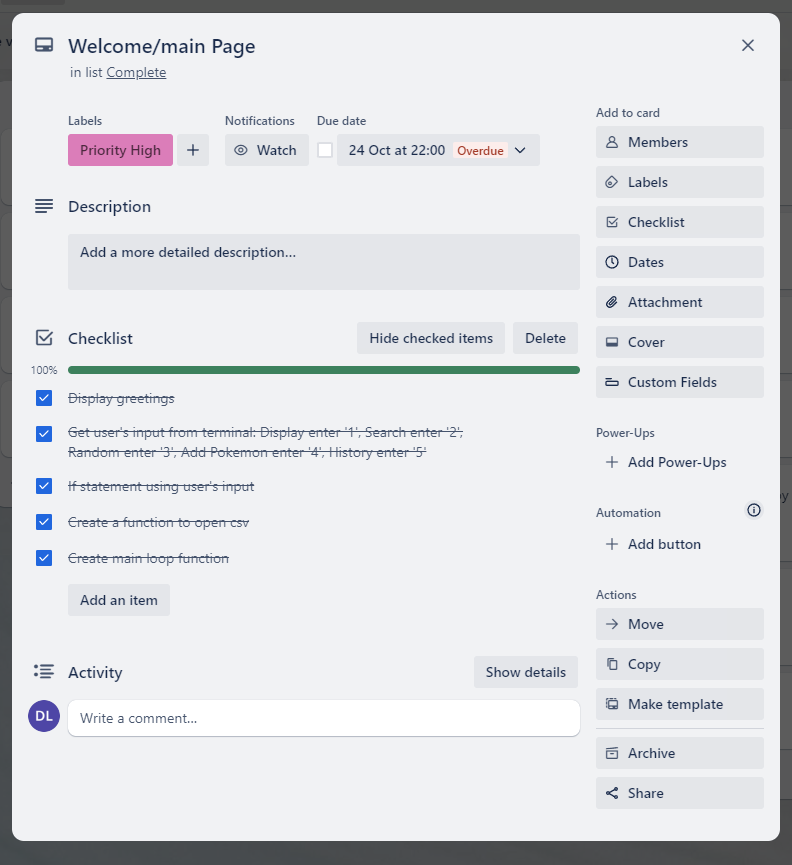 Welcome/main Page
in list Complete
Labels
Priority High
Notifications
Watch
Due date
24 Oct at 22:00 Overdue
Description
Add a more detailed description...
Checklist
Hide checked items
Delete
100%
Display greetings
Get user's input from terminal: Display enter '1', Search enter '2',
Random enter '3', Add Pokemon enter '4', History enter '5'
If statement using user's input
Create a function to open csv
Create main loop function
Add an item
Activity
Show details
DL
Write a comment...
Add to card
Members
Labels
Checklist
Dates
Attachment
Cover
Custom Fields
Power-Ups
Add Power-Ups
Automation
Add button
Actions
Move
Copy
Make template
Archive
Share